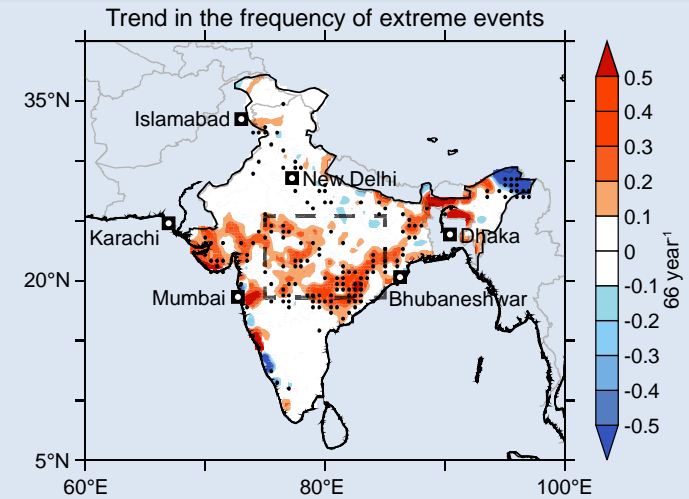 Trend in the frequency of extreme events
35°N
20°N
5°N
60°E
80°E
100°E
Islamabad
New Delhi
Karachi
Dhaka
Mumbai
Bhubaneshwar
0.5
0.4
0.3
0.2
0.1
0
-0.1
-0.2
-0.3
-0.4
-0.5
66 year⁻¹